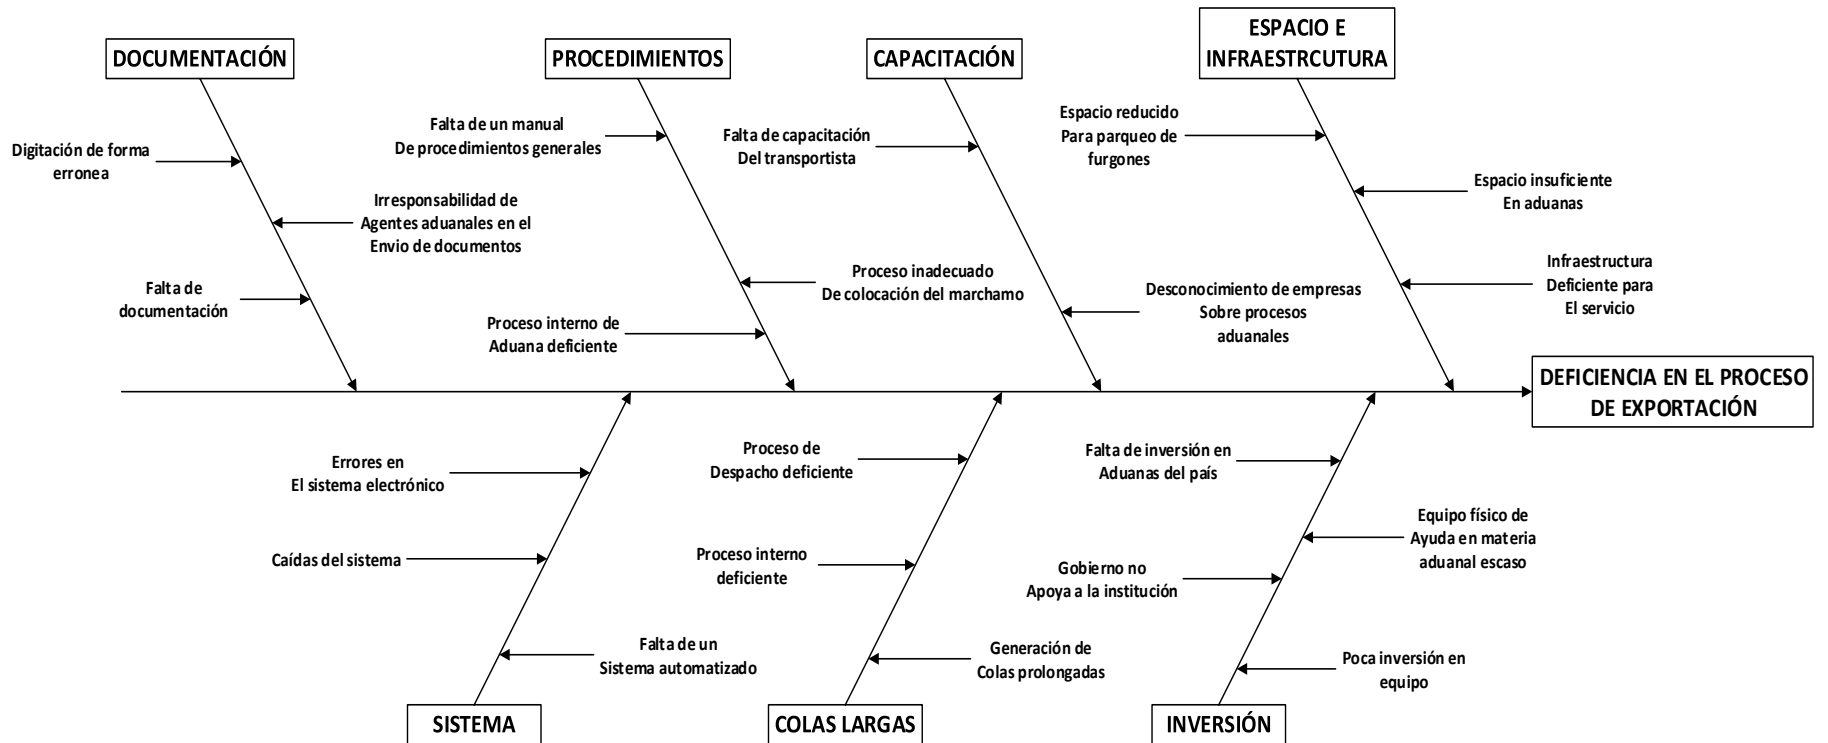 DOCUMENTACIÓN
PROCEDIMIENTOS
CAPACITACIÓN
ESPACIO E
INFRAESTRCUTURA
Digitación de forma
erronea
Irresponsabilidad de
Agentes aduanales en el
Envio de documentos
Falta de
documentación
Falta de un manual
De procedimientos generales
Proceso inadecuado
De colocación del marchamo
Proceso interno de
Aduana deficiente
Falta de capacitación
Del transportista
Desconocimiento de empresas
Sobre procesos
aduanales
Espacio reducido
Para parqueo de
furgones
Espacio insuficiente
En aduanas
Infraestructura
Deficiente para
El servicio
DEFICIENCIA EN EL PROCESO
DE EXPORTACIÓN
Errores en
El sistema electrónico
Caídas del sistema
Falta de un
Sistema automatizado
Proceso de
Despacho deficiente
Proceso interno
deficiente
Generación de
Colas prolongadas
Falta de inversión en
Aduanas del país
Equipo físico de
Ayuda en materia
aduanal escaso
Gobierno no
Apoya a la institución
Poca inversión en
equipo
SISTEMA
COLAS LARGAS
INVERSIÓN